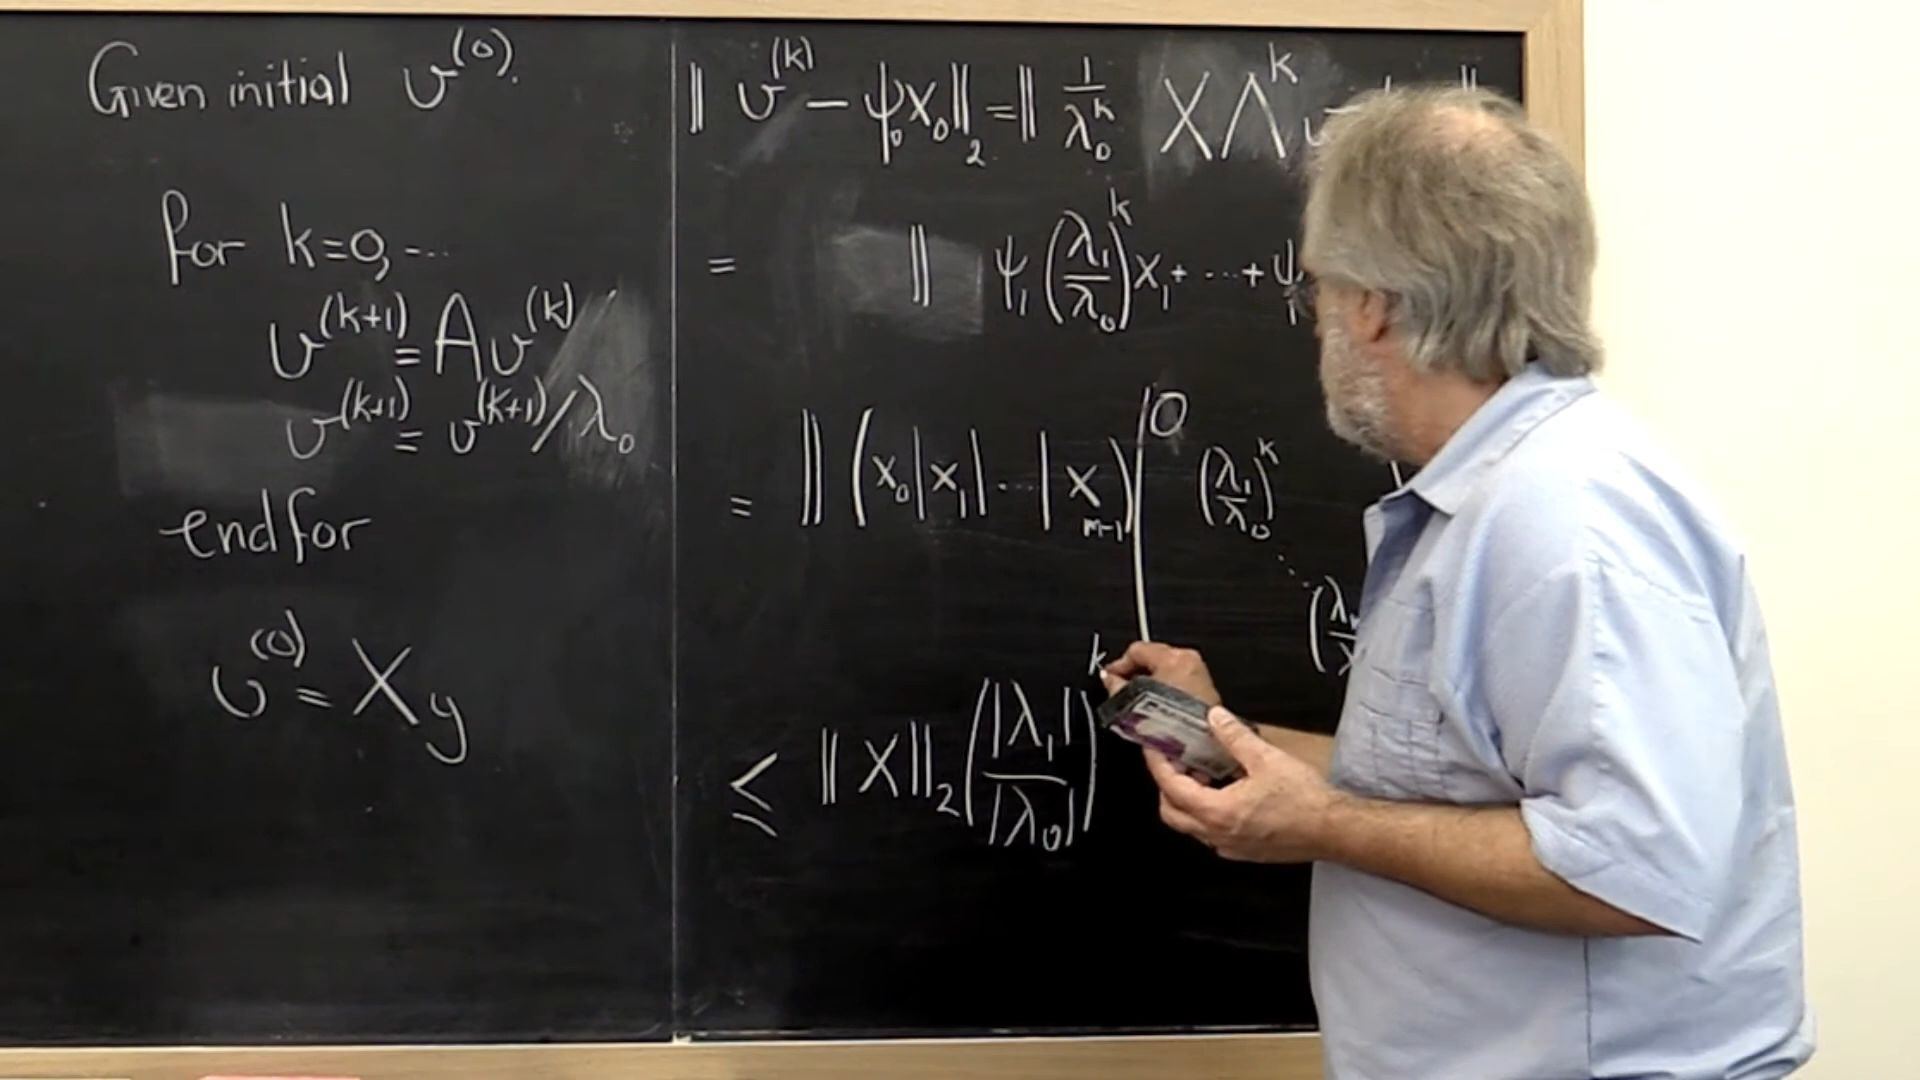 Given initial υ^(0).
for k=0, ...
υ^(k+1) = A υ^(k)
υ^(k+1) = υ^(k+1) / λ_0
endfor
υ^(0) = X y
‖ υ^(k) − ψ_0 x_0 ‖_2 = ‖ 1/λ_0^k X Λ^k
= ‖ ψ_1 (λ_1/λ_0)^k x_1 + ... + ψ
= ‖ (x_0 | x_1 | ... | x_{m-1}) ( 0
(λ_1/λ_0)^k
⋱
(λ
≤ ‖ X ‖_2 (|λ_1|/|λ_0|)^k